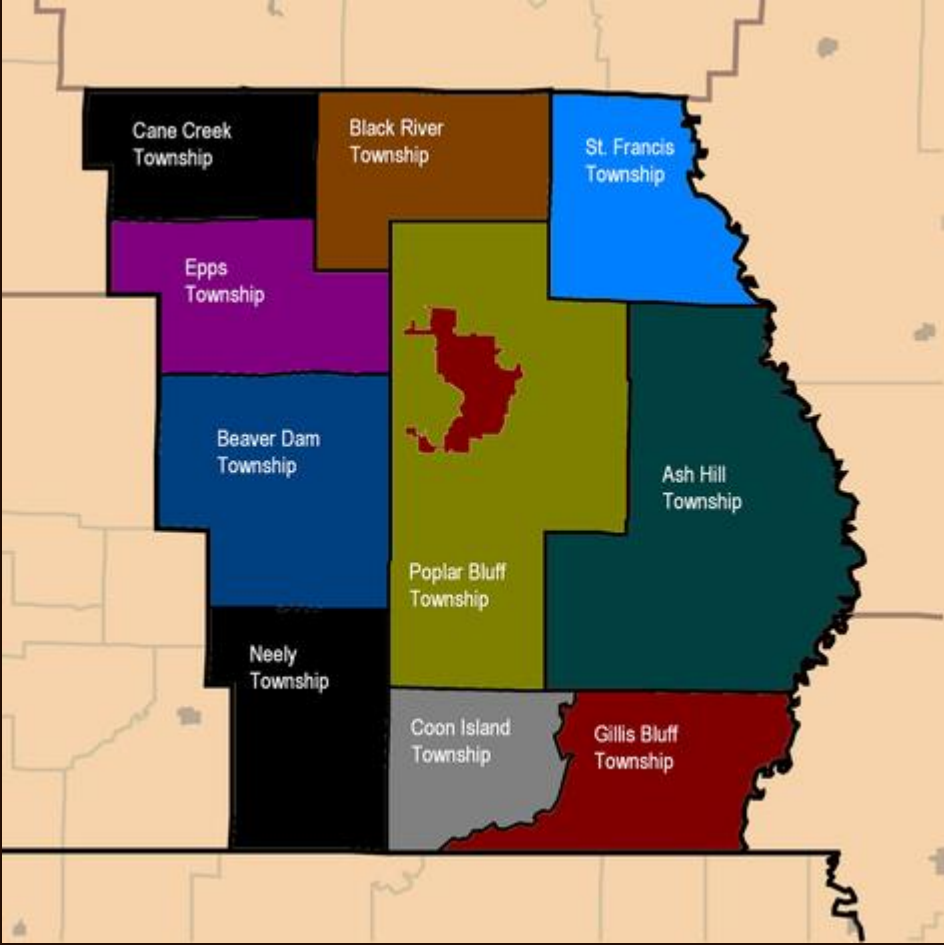 Cane Creek
Township
Black River
Township
St. Francis
Township
Epps
Township
Beaver Dam
Township
Ash Hill
Township
Poplar Bluff
Township
Neely
Township
Coon Island
Township
Gillis Bluff
Township